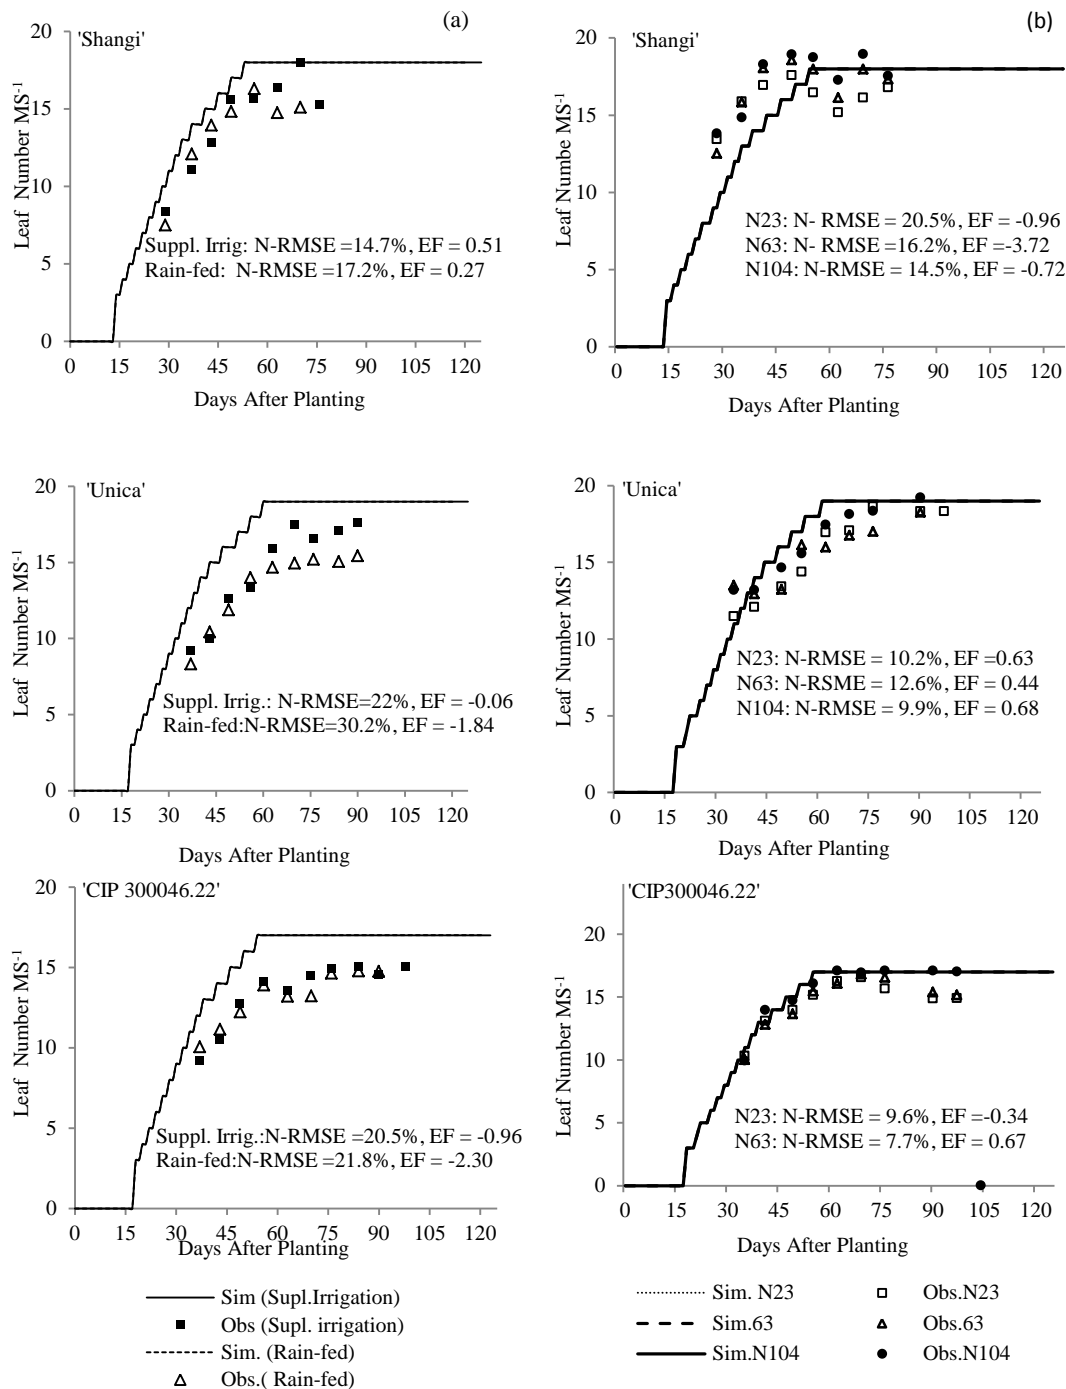 (a)
'Shangi'
20
15
10
5
0
Leaf Number MS-1
Suppl. Irrig: N-RMSE =14.7%, EF = 0.51
Rain-fed: N-RMSE =17.2%, EF = 0.27
0 15 30 45 60 75 90 105 120
Days After Planting
(b)
'Shangi'
20
15
10
5
0
Leaf Numbe MS-1
N23: N- RMSE = 20.5%, EF = -0.96
N63: N- RMSE = 16.2%, EF =-3.72
N104: N-RMSE = 14.5%, EF = -0.72
0 15 30 45 60 75 90 105 120
Days After Planting
'Unica'
20
15
10
5
0
Leaf Number MS-1
Suppl. Irrig.: N-RMSE=22%, EF = -0.06
Rain-fed:N-RMSE=30.2%, EF = -1.84
0 15 30 45 60 75 90 105 120
Days After Planting
'Unica'
20
15
10
5
0
Leaf Number MS-1
N23: N-RMSE = 10.2%, EF =0.63
N63: N-RSME = 12.6%, EF = 0.44
N104: N-RMSE = 9.9%, EF = 0.68
0 15 30 45 60 75 90 105 120
Days After Planting
'CIP 300046.22'
20
15
10
5
0
Leaf Number MS-1
Suppl. Irrig.:N-RMSE =20.5%, EF = -0.96
Rain-fed:N-RMSE =21.8%, EF = -2.30
0 15 30 45 60 75 90 105 120
Days After Planting
'CIP300046.22'
20
15
10
5
0
Leaf Number MS-1
N23: N-RMSE = 9.6%, EF =-0.34
N63: N-RMSE = 7.7%, EF = 0.67
0 15 30 45 60 75 90 105 120
Days After Planting
Sim (Supl.Irrigation)
Obs (Supl. irrigation)
Sim. (Rain-fed)
Obs.( Rain-fed)
Sim. N23 Obs.N23
Sim.63 Obs.63
Sim.N104 Obs.N104